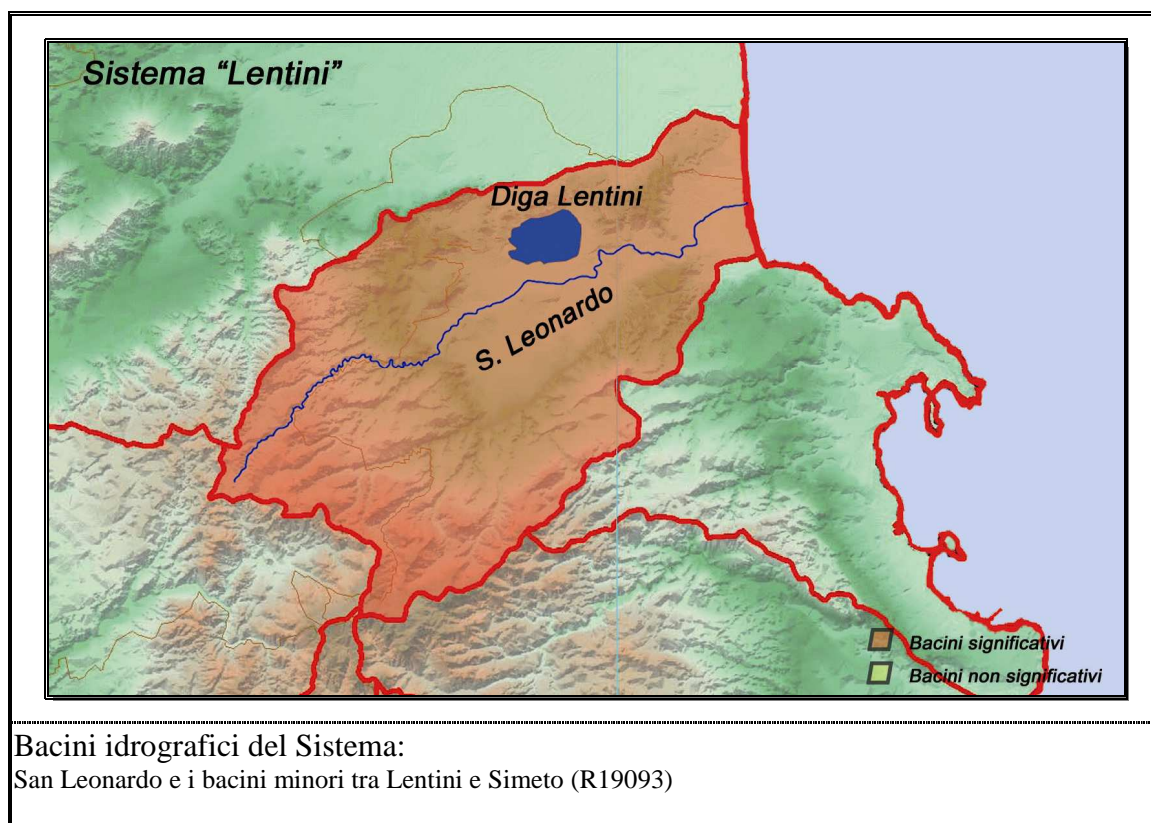 Sistema “Lentini”
Diga Lentini
S. Leonardo
Bacini significativi
Bacini non significativi
Bacini idrografici del Sistema:
San Leonardo e i bacini minori tra Lentini e Simeto (R19093)